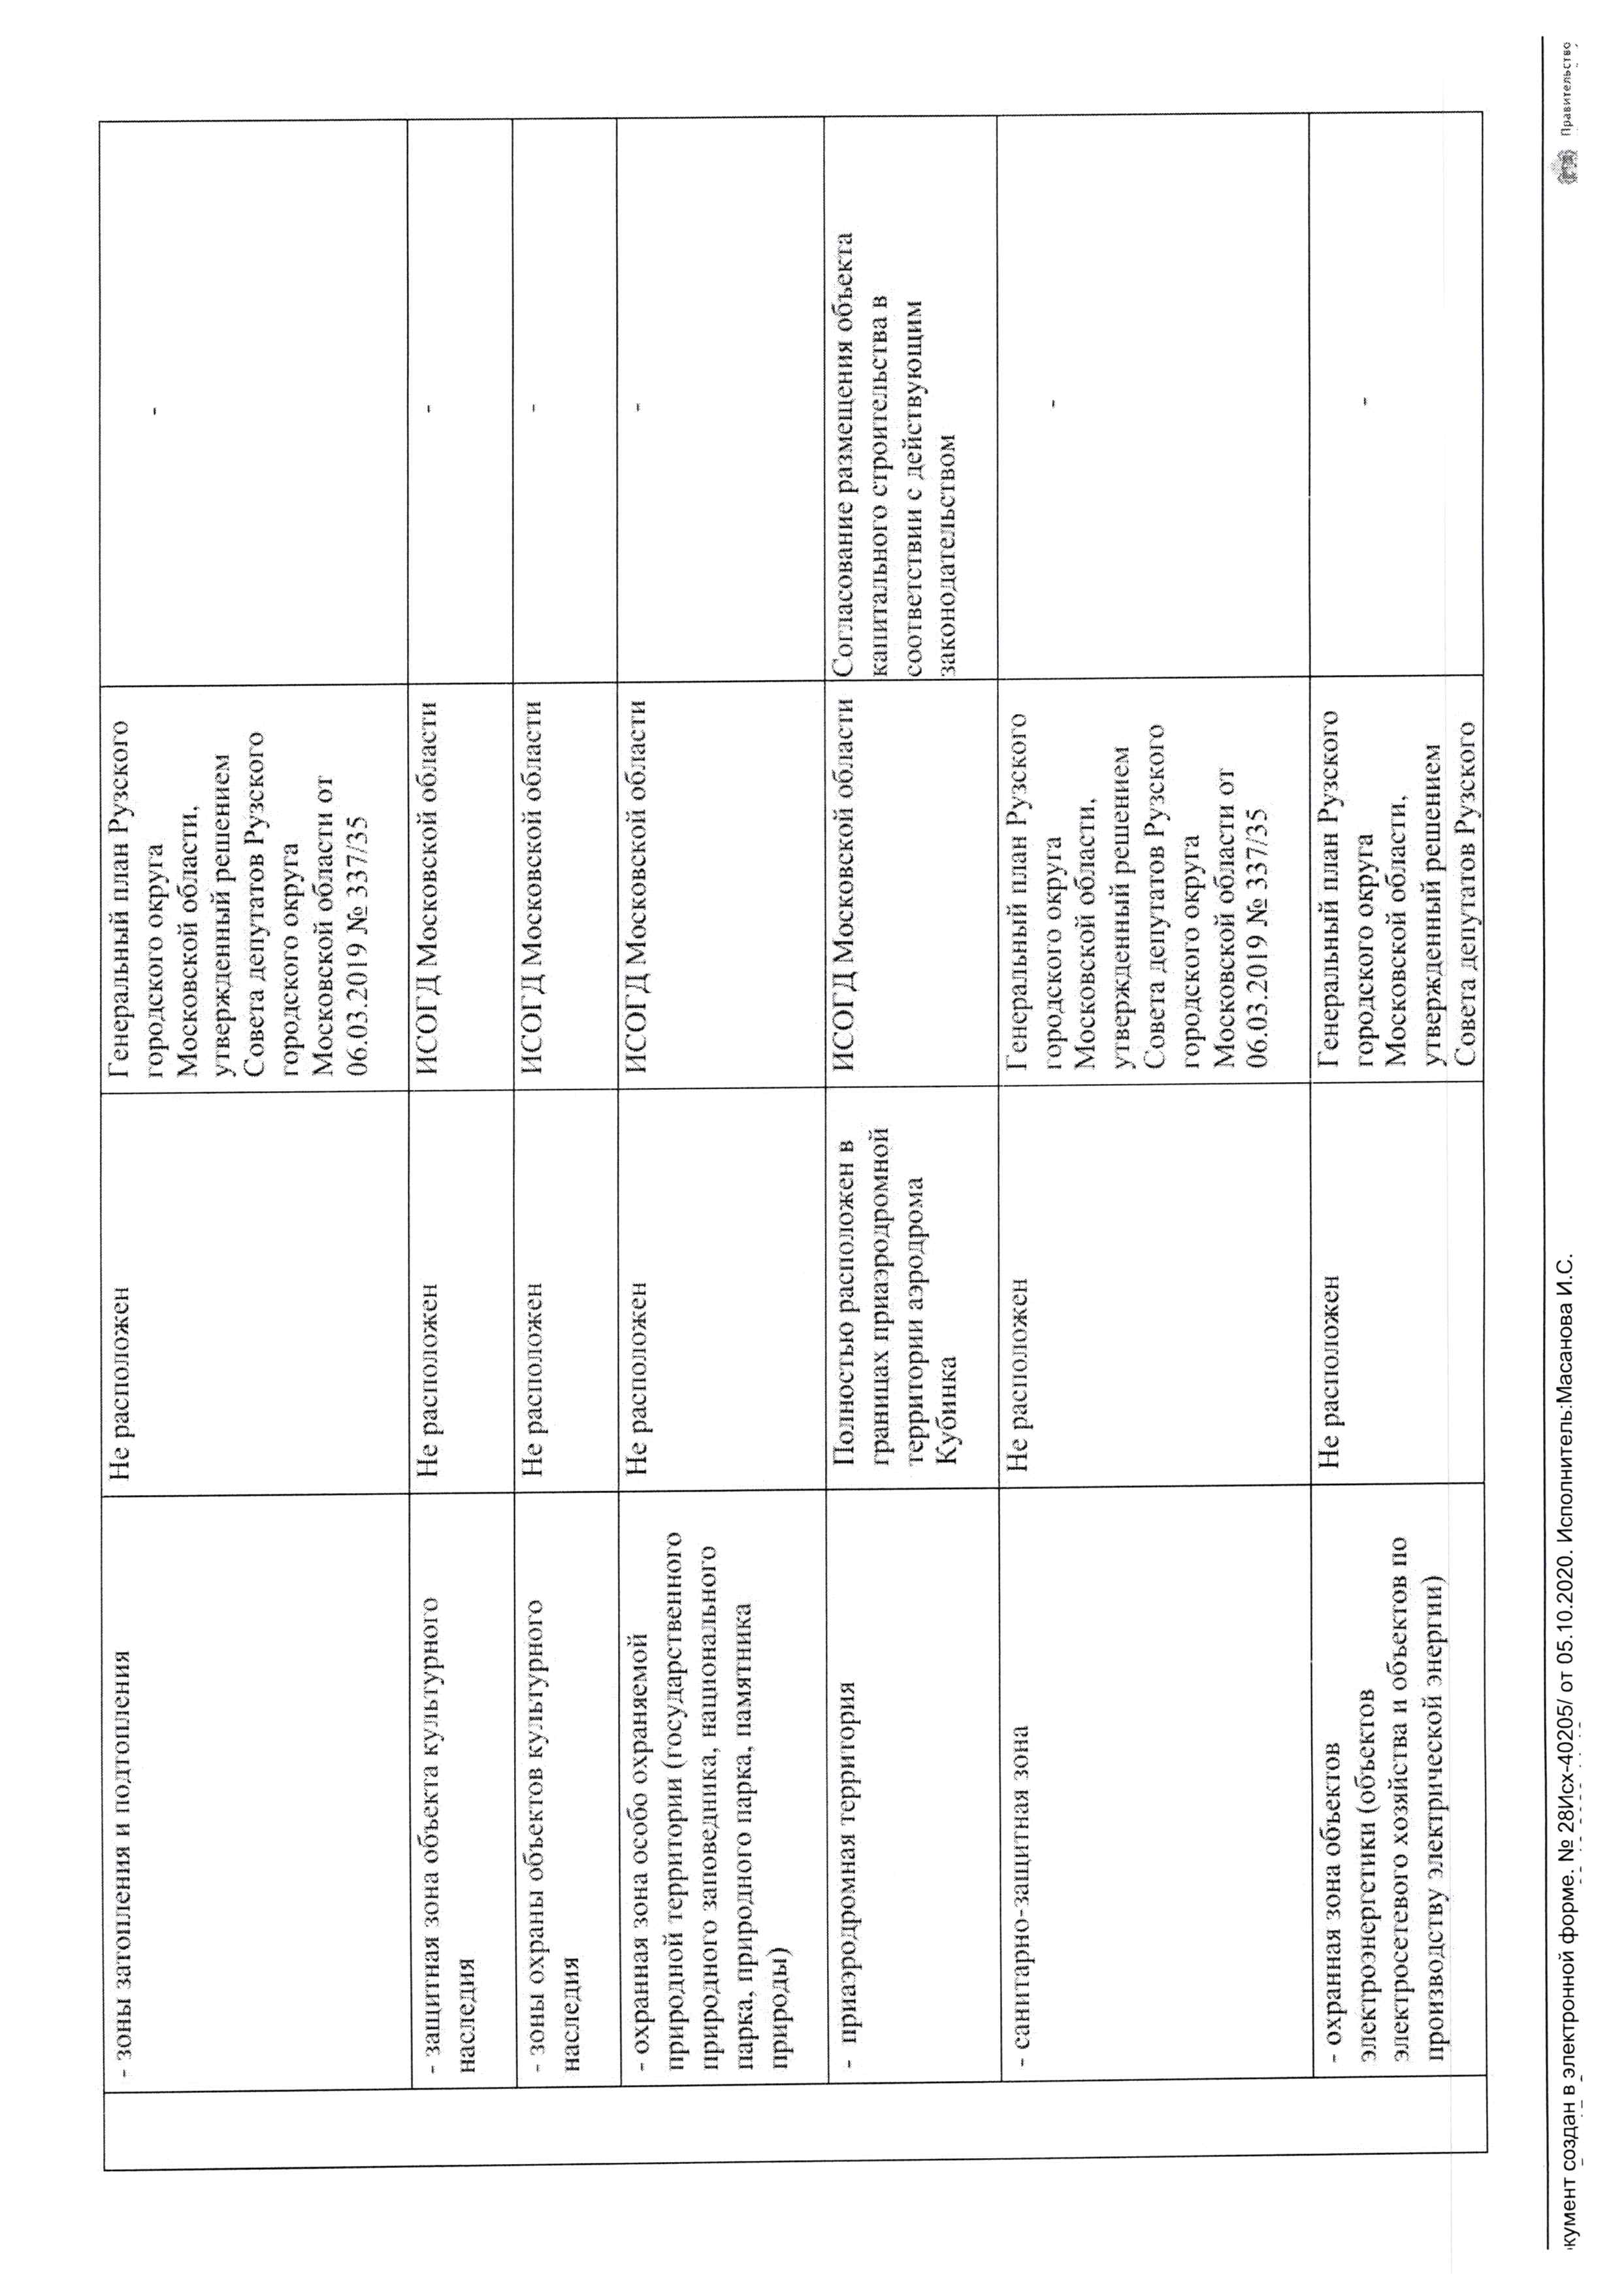 - зоны затопления и подтопления
Не расположен
Генеральный план Рузского
городского округа
Московской области,
утвержденный решением
Совета депутатов Рузского
городского округа
Московской области от
06.03.2019 № 337/35
-
- защитная зона объекта культурного
наследия
Не расположен
ИСОГД Московской области
-
- зоны охраны объектов культурного
наследия
Не расположен
ИСОГД Московской области
-
- охранная зона особо охраняемой
природной территории (государственного
природного заповедника, национального
парка, природного парка, памятника
природы)
Не расположен
ИСОГД Московской области
-
- приаэродромная территория
Полностью расположен в
границах приаэродромной
территории аэродрома
Кубинка
ИСОГД Московской области
Согласование размещения объекта
капитального строительства в
соответствии с действующим
законодательством
- санитарно-защитная зона
Не расположен
Генеральный план Рузского
городского округа
Московской области,
утвержденный решением
Совета депутатов Рузского
городского округа
Московской области от
06.03.2019 № 337/35
-
- охранная зона объектов
электроэнергетики (объектов
электросетевого хозяйства и объектов по
производству электрической энергии)
Не расположен
Генеральный план Рузского
городского округа
Московской области,
утвержденный решением
Совета депутатов Рузского
-
кумент создан в электронной форме. № 28Исх-40205/ от 05.10.2020. Исполнитель:Масанова И.С.
Правительство